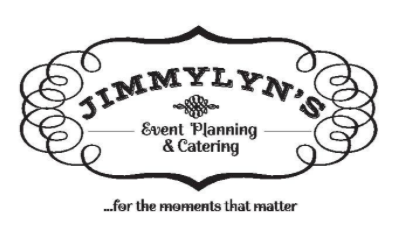 JIMMYLYN'S
Event Planning
& Catering
...for the moments that matter